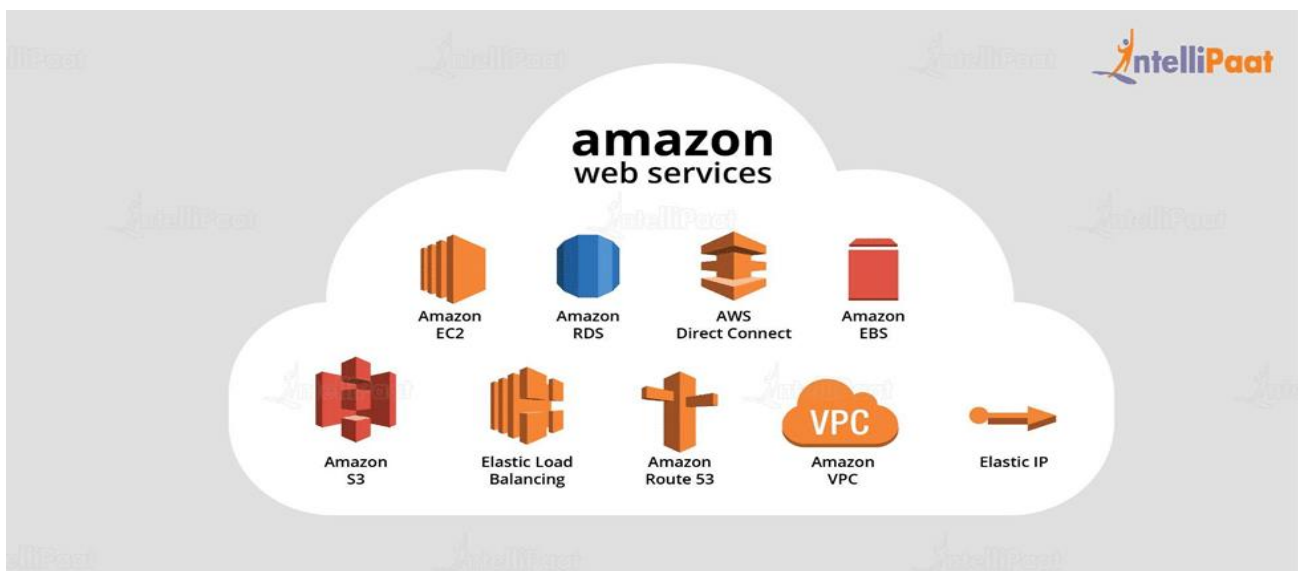 IntelliPaat
amazon
web services
Amazon
EC2
Amazon
RDS
AWS
Direct Connect
Amazon
EBS
Amazon
S3
Elastic Load
Balancing
Amazon
Route 53
VPC
Amazon
VPC
Elastic IP